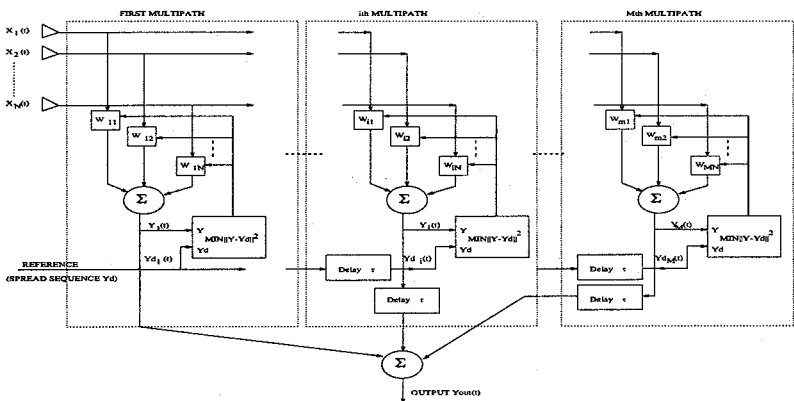 FIRST MULTIPATH
ith MULTIPATH
Mth MULTIPATH
X1(t)
X2(t)
XN(t)
W11
W12
W1N
Wi1
Wi2
WiN
Wm1
Wm2
WMN
Σ
Σ
Σ
Y1(t)
Yi(t)
Y
MIN||Y-Yd||2
Yd
Y
MIN||Y-Yd||2
Yd
Y
MIN||Y-Yd||2
Yd
Yd1(t)
Ydi(t)
YdM(t)
REFERENCE
(SPREAD SEQUENCE Yd)
Delay τ
Delay τ
Delay τ
Delay τ
Σ
OUTPUT Yout(t)